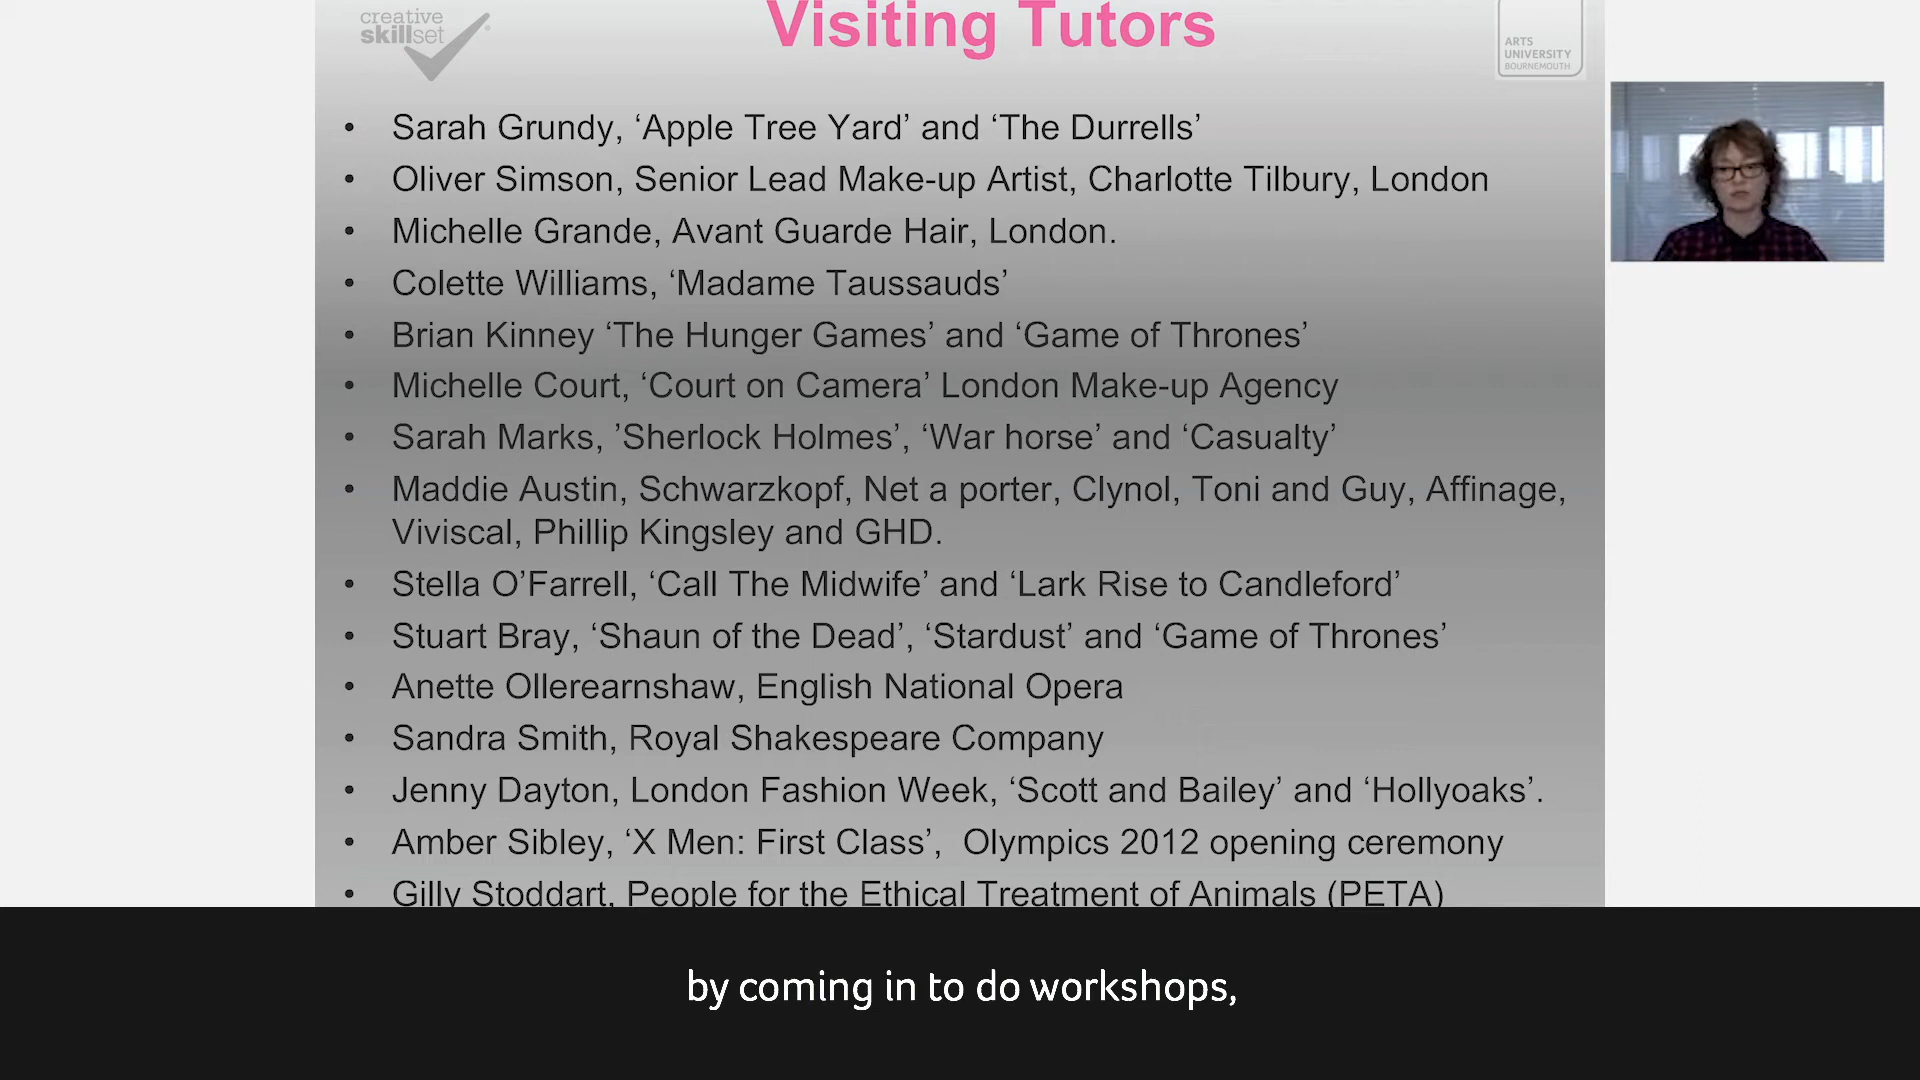 creative
skillset
Visiting Tutors
ARTS
UNIVERSITY
BOURNEMOUTH
• Sarah Grundy, ‘Apple Tree Yard’ and ‘The Durrells’
• Oliver Simson, Senior Lead Make-up Artist, Charlotte Tilbury, London
• Michelle Grande, Avant Guarde Hair, London.
• Colette Williams, ‘Madame Taussauds’
• Brian Kinney ‘The Hunger Games’ and ‘Game of Thrones’
• Michelle Court, ‘Court on Camera’ London Make-up Agency
• Sarah Marks, ’Sherlock Holmes’, ‘War horse’ and ‘Casualty’
• Maddie Austin, Schwarzkopf, Net a porter, Clynol, Toni and Guy, Affinage,
Viviscal, Phillip Kingsley and GHD.
• Stella O’Farrell, ‘Call The Midwife’ and ‘Lark Rise to Candleford’
• Stuart Bray, ‘Shaun of the Dead’, ‘Stardust’ and ‘Game of Thrones’
• Anette Ollerearnshaw, English National Opera
• Sandra Smith, Royal Shakespeare Company
• Jenny Dayton, London Fashion Week, ‘Scott and Bailey’ and ‘Hollyoaks’.
• Amber Sibley, ‘X Men: First Class’, Olympics 2012 opening ceremony
• Gilly Stoddart, People for the Ethical Treatment of Animals (PETA)
by coming in to do workshops,